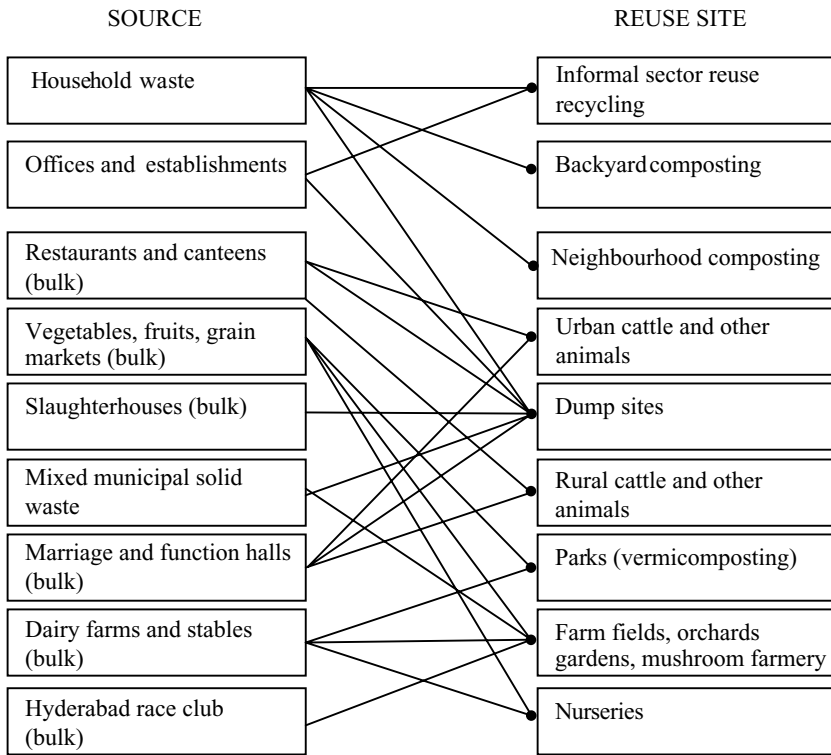 SOURCE
REUSE SITE
Household waste
Informal sector reuse
recycling
Offices and establishments
Backyard composting
Restaurants and canteens
(bulk)
Neighbourhood composting
Vegetables, fruits, grain
markets (bulk)
Urban cattle and other
animals
Slaughterhouses (bulk)
Dump sites
Mixed municipal solid
waste
Rural cattle and other
animals
Marriage and function halls
(bulk)
Parks (vermicomposting)
Dairy farms and stables
(bulk)
Farm fields, orchards
gardens, mushroom farmery
Hyderabad race club
(bulk)
Nurseries